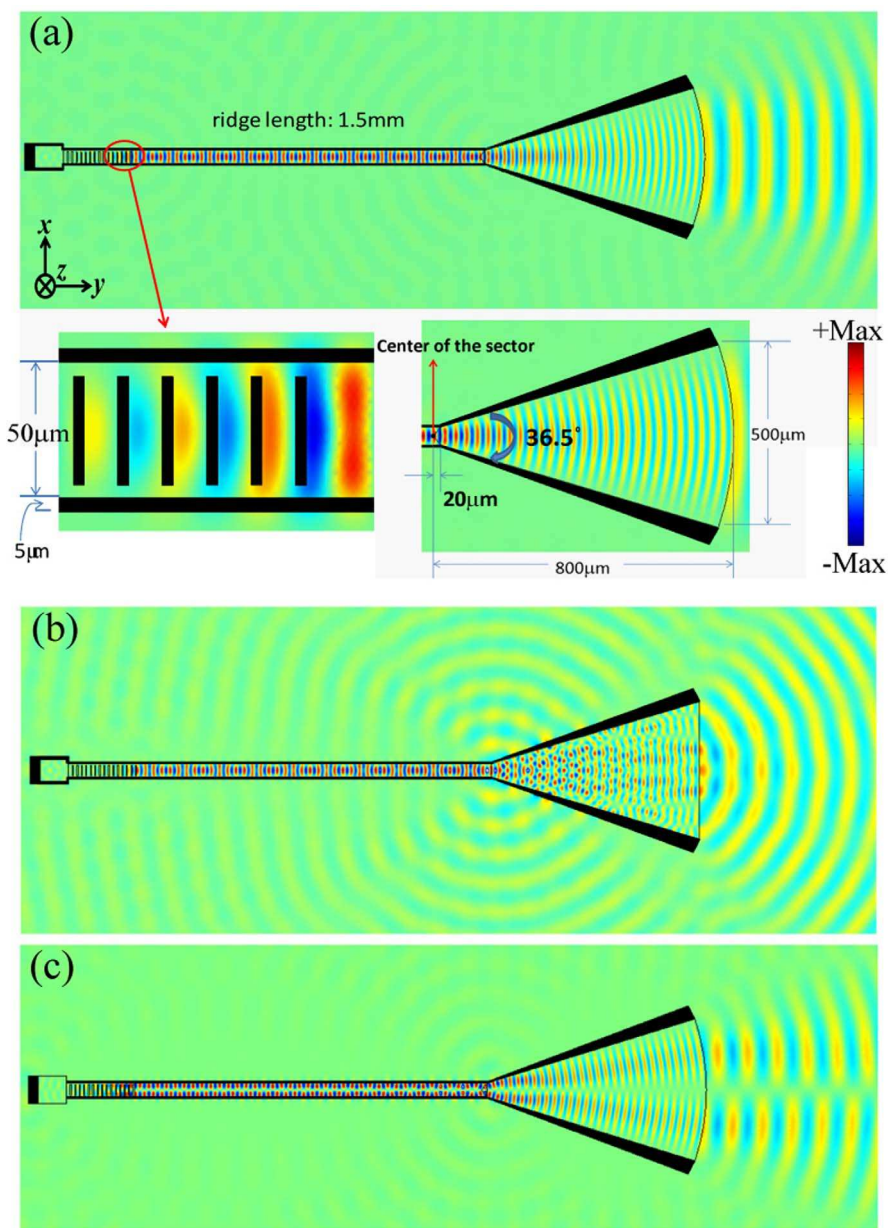 (a)
ridge length: 1.5mm
x
z
y
50μm
5μm
Center of the sector
36.5°
20μm
500μm
800μm
+Max
-Max
(b)
(c)